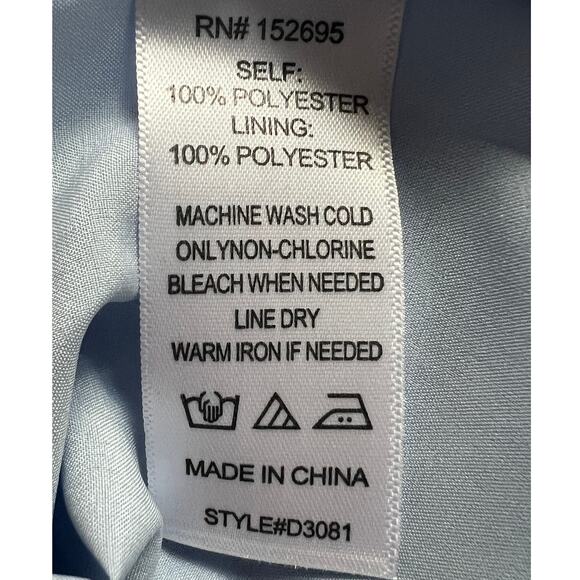 RN# 152695
SELF:
100% POLYESTER
LINING:
100% POLYESTER
MACHINE WASH COLD
ONLYNON-CHLORINE
BLEACH WHEN NEEDED
LINE DRY
WARM IRON IF NEEDED
MADE IN CHINA
STYLE#D3081